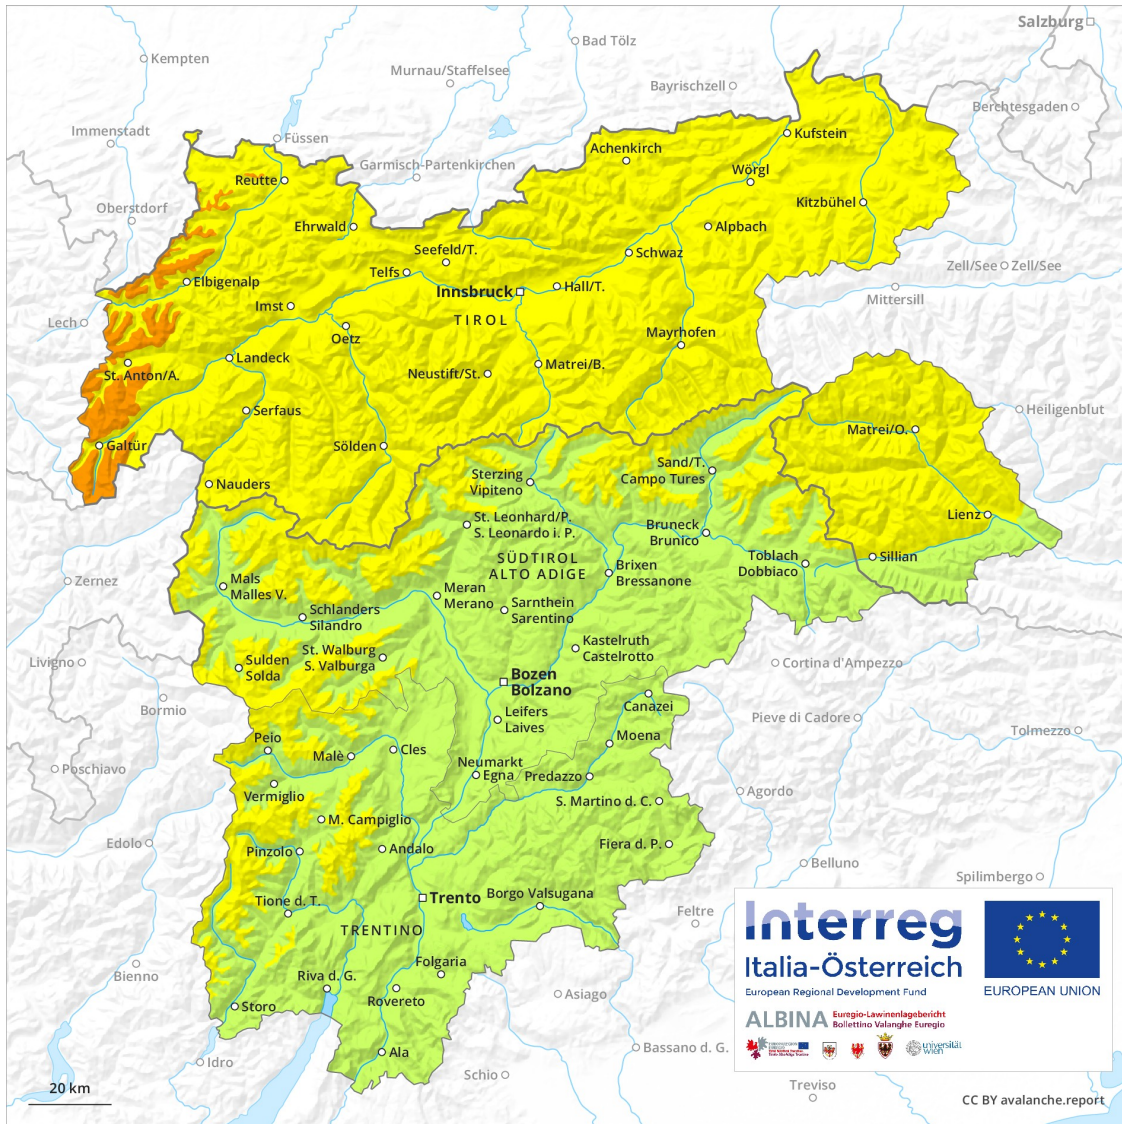 Salzburg
Bad Tölz
Kempten
Murnau/Staffelsee
Bayrischzell
Berchtesgaden
Immenstadt
Füssen
Kufstein
Achenkirch
Garmisch-Partenkirchen
Wörgl
Reutte
Oberstdorf
Kitzbühel
Ehrwald
Alpbach
Seefeld/T.
Schwaz
Telfs
Zell/See
Zell/See
Elbigenalp
Innsbruck
Hall/T.
Mittersill
Imst
TIROL
Lech
Oetz
Mayrhofen
Landeck
Matrei/B.
St. Anton/A.
Neustift/St.
Serfaus
Heiligenblut
Matrei/O.
Galtür
Sölden
Sand/T.
Campo Tures
Sterzing
Vipiteno
Nauders
Lienz
St. Leonhard/P.
S. Leonardo i. P.
Bruneck
Brunico
SÜDTIROL
ALTO ADIGE
Toblach
Dobbiaco
Sillian
Brixen
Bressanone
Zernez
Mals
Malles V.
Meran
Merano
Sarnthein
Sarentino
Schlanders
Silandro
Kastelruth
Castelrotto
St. Walburg
S. Valburga
Livigno
Sulden
Solda
Cortina d'Ampezzo
Bozen
Bolzano
Bormio
Canazei
Leifers
Laives
Pieve di Cadore
Tolmezzo
Peio
Moena
Malè
Cles
Neumarkt
Egna
Predazzo
Poschiavo
Vermiglio
Agordo
S. Martino d. C.
M. Campiglio
Edolo
Pinzolo
Andalo
Fiera d. P.
Belluno
Spilimbergo
Tione d. T.
Trento
Borgo Valsugana
Feltre
TRENTINO
Folgaria
Bienno
Riva d. G.
Rovereto
Asiago
Storo
Idro
Ala
Schio
Bassano d. G.
Treviso
20 km
Interreg
Italia-Österreich
European Regional Development Fund
EUROPEAN UNION
ALBINA
Euregio-Lawinenlagebericht
Bollettino Valanghe Euregio
universität
wien
CC BY avalanche.report